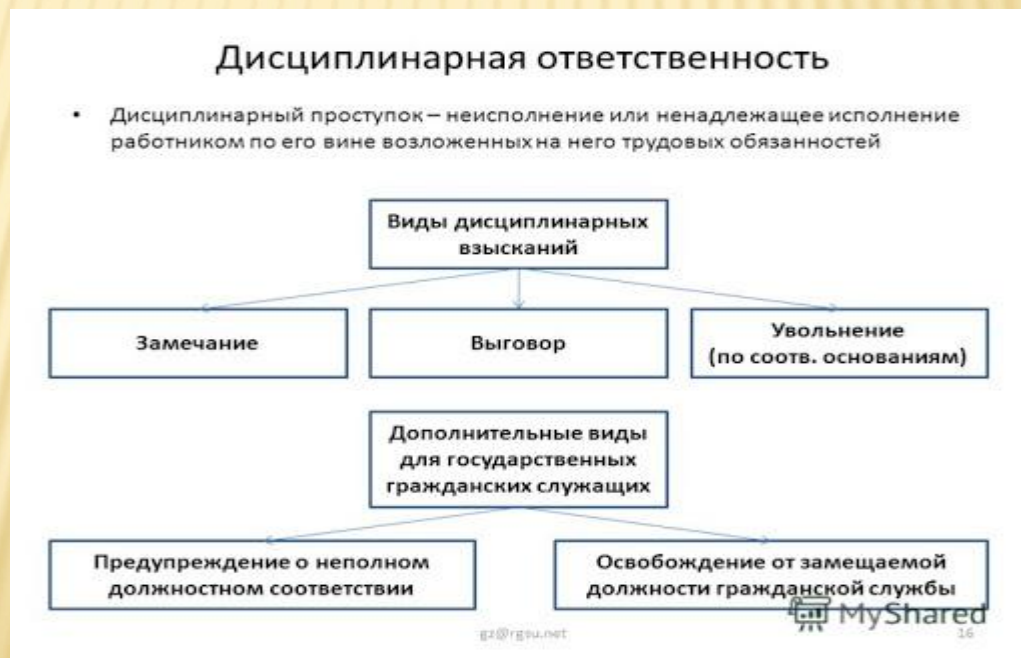 Дисциплинарная ответственность
• Дисциплинарный проступок – неисполнение или ненадлежащее исполнение
работником по его вине возложенных на него трудовых обязанностей
Виды дисциплинарных
взысканий
Замечание
Выговор
Увольнение
(по соотв. основаниям)
Дополнительные виды
для государственных
гражданских служащих
Предупреждение о неполном
должностном соответствии
Освобождение от замещаемой
должности гражданской службы
MyShared
gz@rgsu.net
16